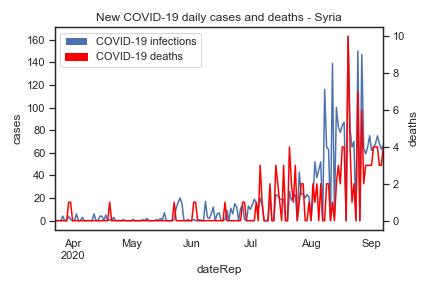 New COVID-19 daily cases and deaths - Syria
COVID-19 infections
COVID-19 deaths
160
140
120
100
80
60
40
20
0
cases
10
8
6
4
2
0
deaths
Apr
2020
May
Jun
Jul
Aug
Sep
dateRep